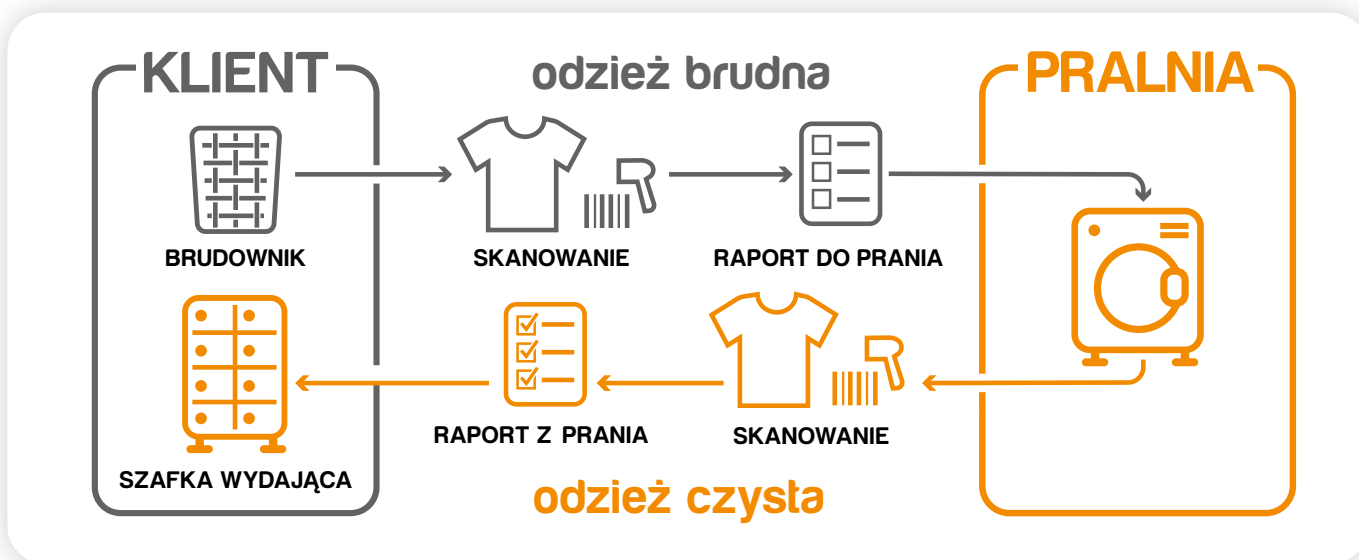 KLIENT
odzież brudna
PRALNIA
BRUDOWNIK
SKANOWANIE
RAPORT DO PRANIA
RAPORT Z PRANIA
SKANOWANIE
SZAFKA WYDAJĄCA
odzież czysta